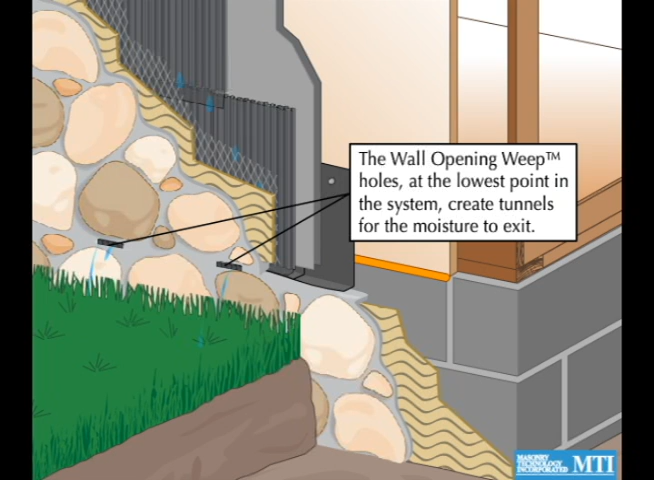 The Wall Opening Weep™
holes, at the lowest point in
the system, create tunnels
for the moisture to exit.
MASONRY
TECHNOLOGY
INCORPORATED
MTI